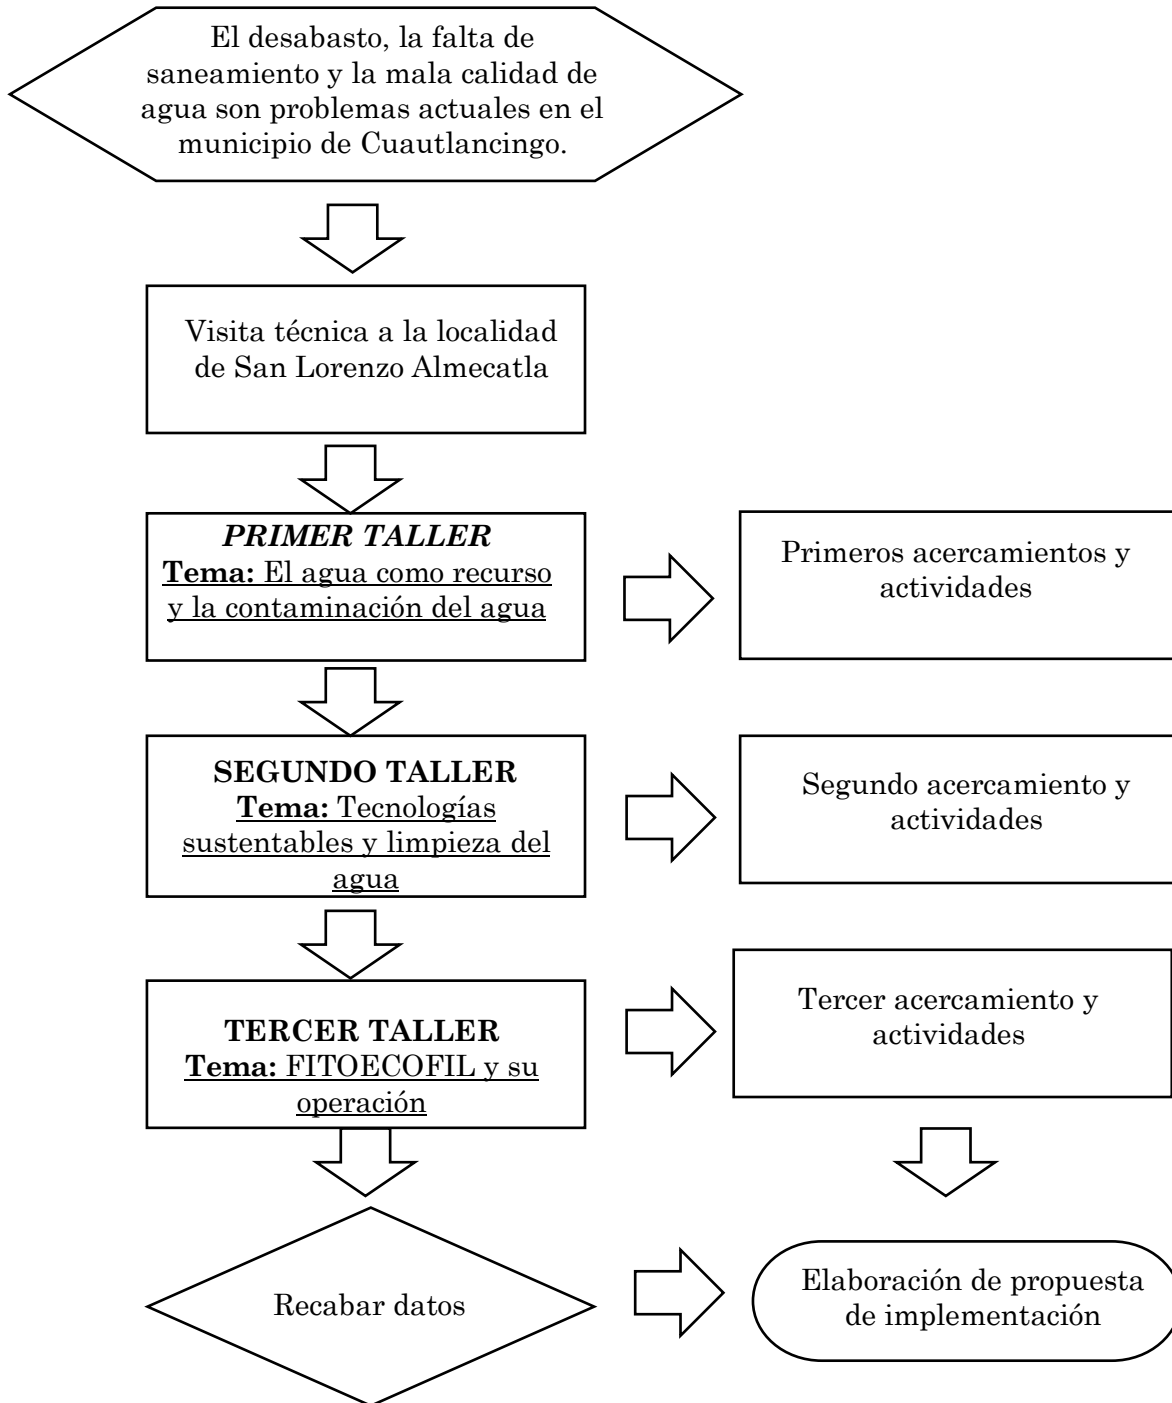 El desabasto, la falta de
saneamiento y la mala calidad de
agua son problemas actuales en el
municipio de Cuautlancingo.
Visita técnica a la localidad
de San Lorenzo Almecatla
PRIMER TALLER
Tema: El agua como recurso
y la contaminación del agua
Primeros acercamientos y
actividades
SEGUNDO TALLER
Tema: Tecnologías
sustentables y limpieza del
agua
Segundo acercamiento y
actividades
TERCER TALLER
Tema: FITOECOFIL y su
operación
Tercer acercamiento y
actividades
Recabar datos
Elaboración de propuesta
de implementación